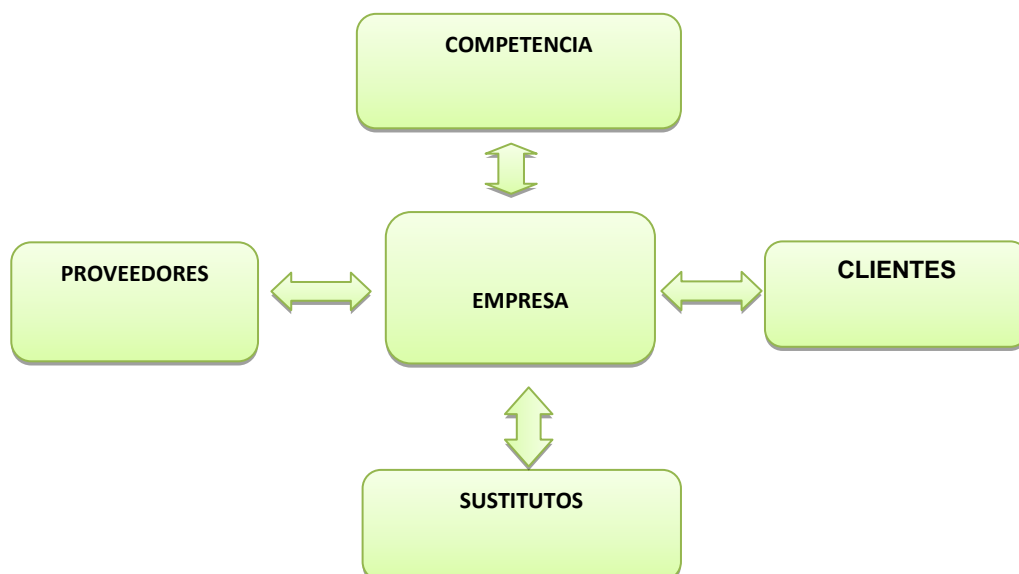 COMPETENCIA
PROVEEDORES
EMPRESA
CLIENTES
SUSTITUTOS